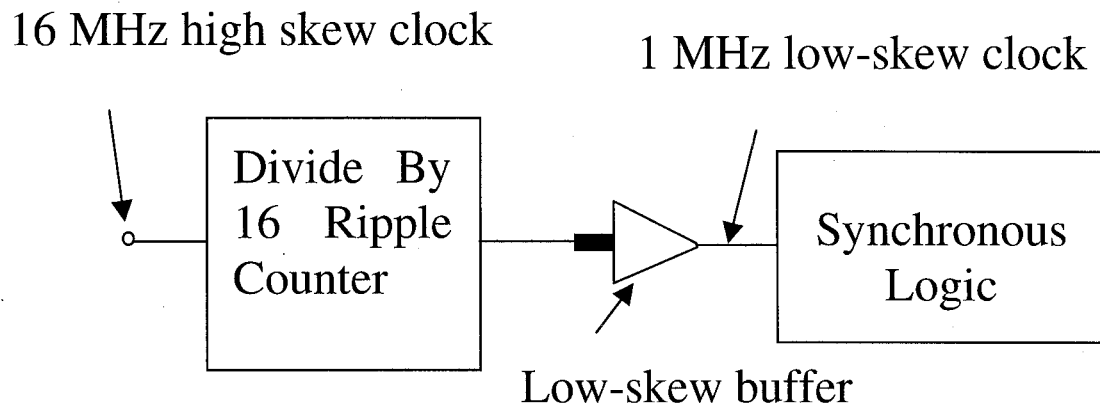 16 MHz high skew clock
1 MHz low-skew clock
Divide By
16 Ripple
Counter
Synchronous
Logic
Low-skew buffer